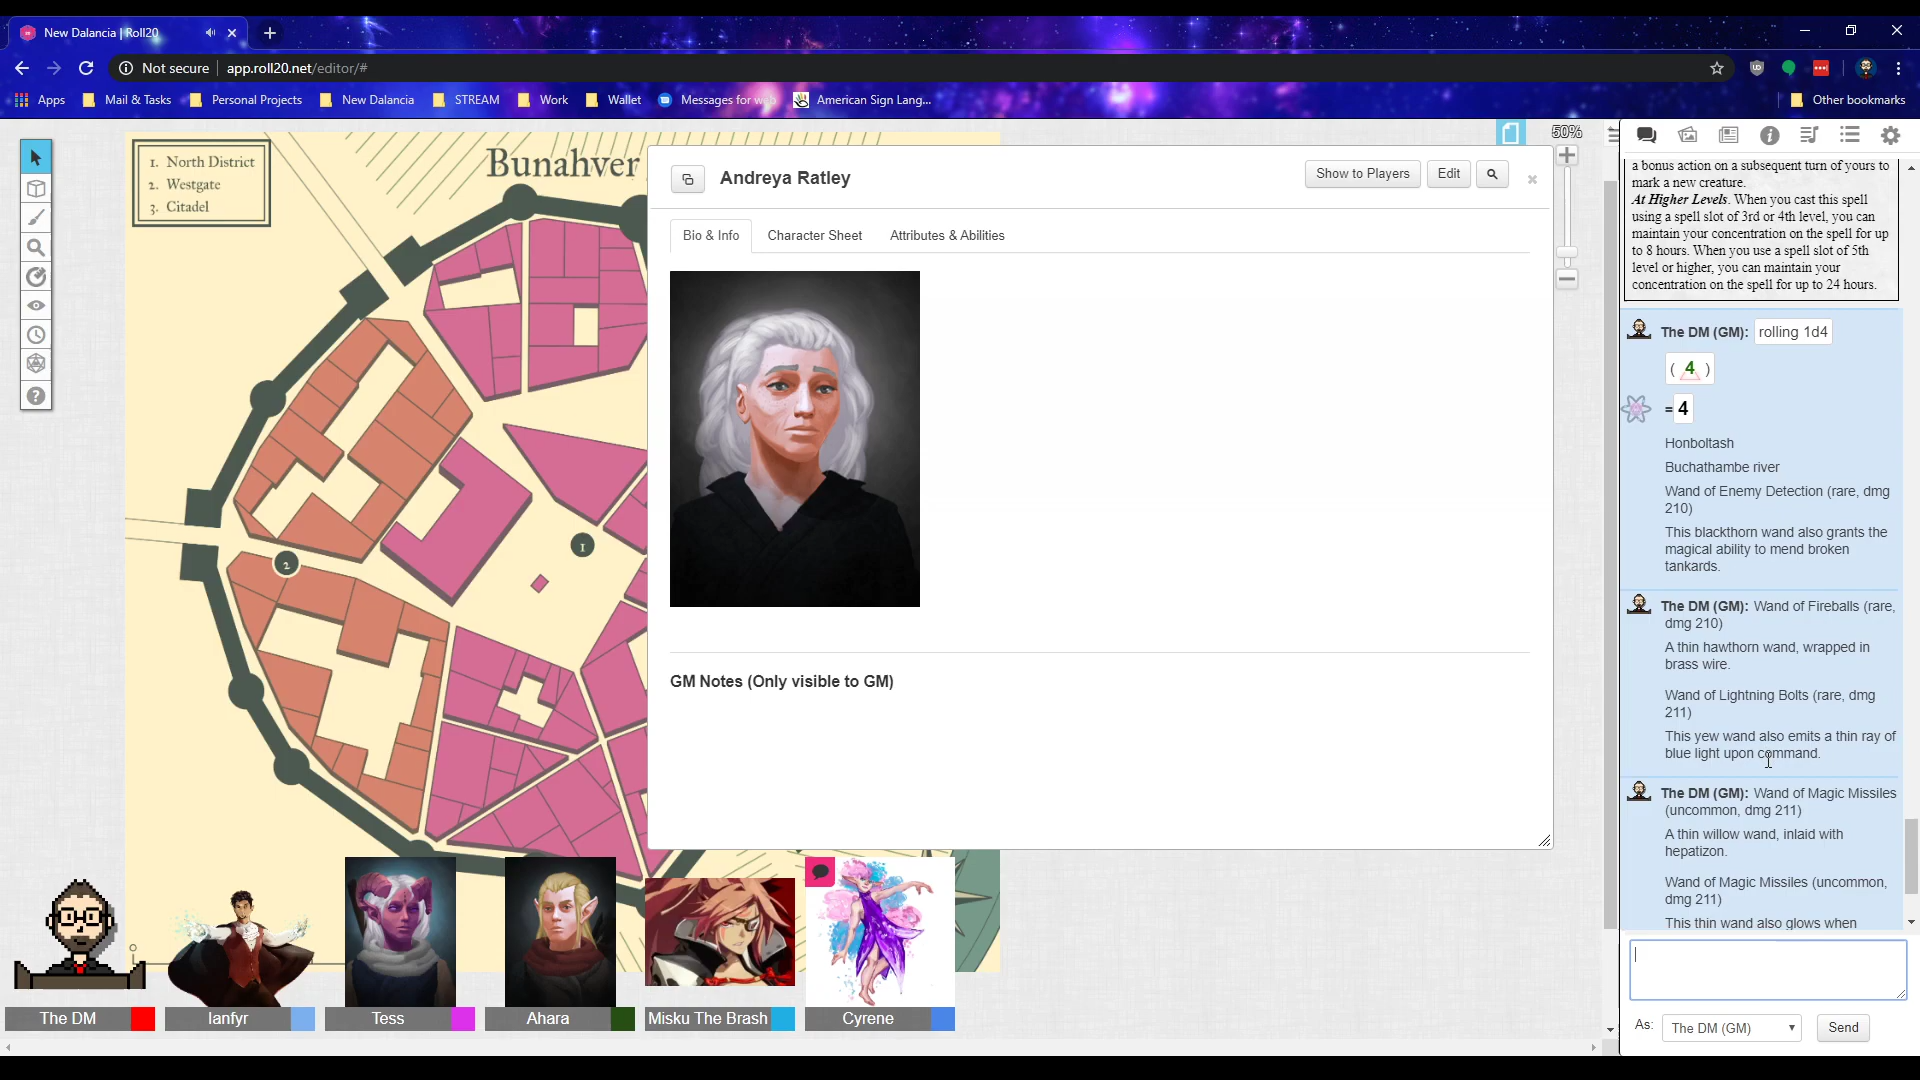 New Dalancia | Roll20
Not secure
app.roll20.net/editor/#
Apps
Mail & Tasks
Personal Projects
New Dalancia
STREAM
Work
Wallet
Messages for web
American Sign Lang...
Other bookmarks
1. North District
2. Westgate
3. Citadel
Bunahver
1
2
50%
Andreya Ratley
Show to Players
Edit
Bio & Info
Character Sheet
Attributes & Abilities
GM Notes (Only visible to GM)
a bonus action on a subsequent turn of yours to
mark a new creature.
At Higher Levels. When you cast this spell
using a spell slot of 3rd or 4th level, you can
maintain your concentration on the spell for up
to 8 hours. When you use a spell slot of 5th
level or higher, you can maintain your
concentration on the spell for up to 24 hours.
The DM (GM): rolling 1d4
( 4 )
=4
Honboltash
Buchathambe river
Wand of Enemy Detection (rare, dmg
210)
This blackthorn wand also grants the
magical ability to mend broken
tankards.
The DM (GM): Wand of Fireballs (rare,
dmg 210)
A thin hawthorn wand, wrapped in
brass wire.
Wand of Lightning Bolts (rare, dmg
211)
This yew wand also emits a thin ray of
blue light upon command.
The DM (GM): Wand of Magic Missiles
(uncommon, dmg 211)
A thin willow wand, inlaid with
hepatizon.
Wand of Magic Missiles (uncommon,
dmg 211)
This thin wand also glows when
As:
The DM (GM)
Send
The DM
Ianfyr
Tess
Ahara
Misku The Brash
Cyrene
0